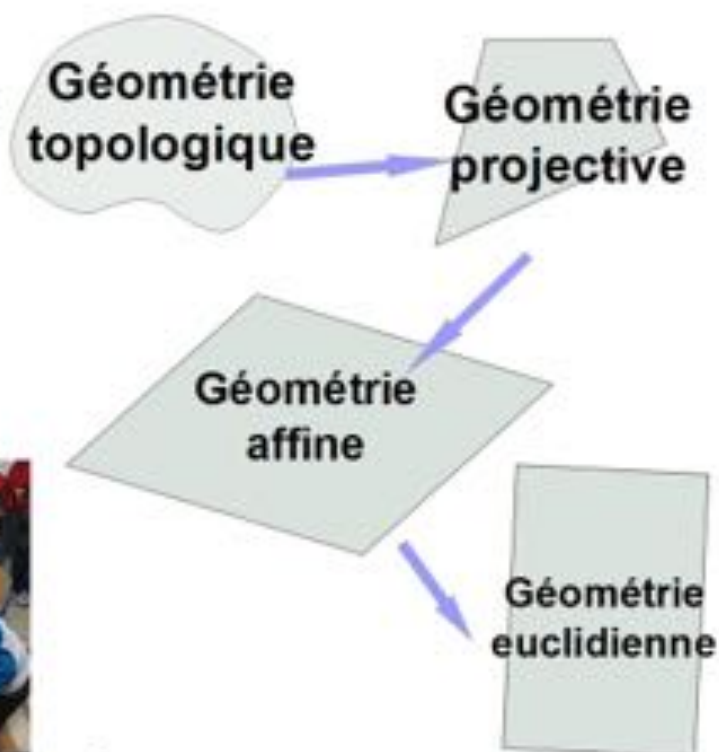 Géométrie
topologique
Géométrie
projective
Géométrie
affine
Géométrie
euclidienne